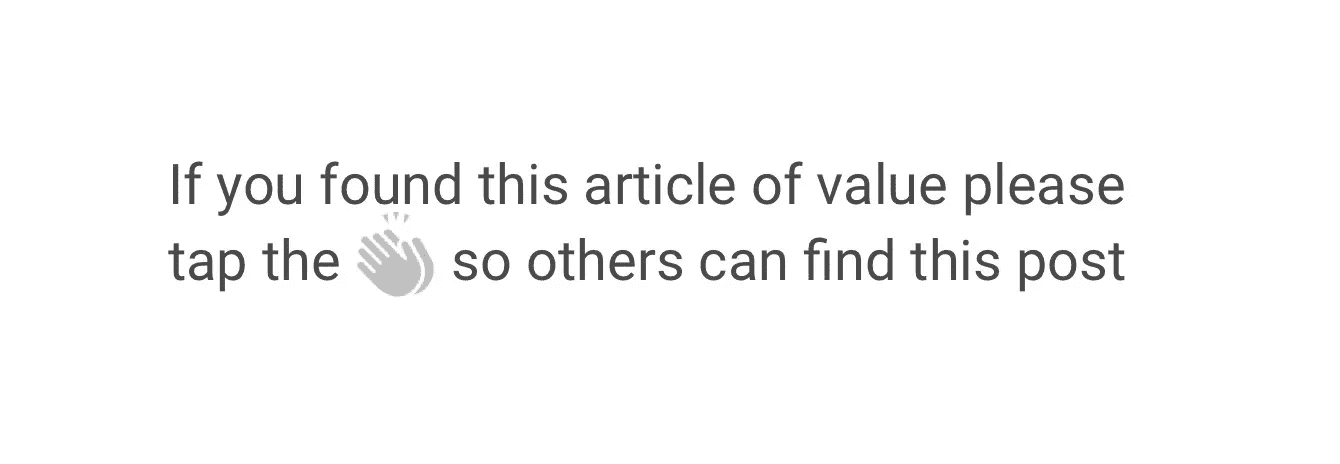 If you found this article of value please
tap the 👏 so others can find this post